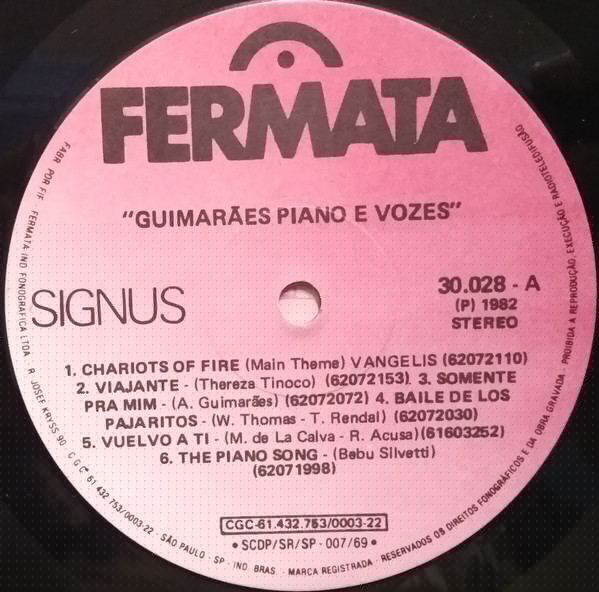 FERMATA
"GUIMARÃES PIANO E VOZES"
SIGNUS
30.028 - A
(P) 1982
STEREO
1. CHARIOTS OF FIRE (Main Theme) VANGELIS (62072110)
2. VIAJANTE - (Thereza Tinoco) (62072153). 3. SOMENTE
PRA MIM - (A. Guimarães) (62072072) 4. BAILE DE LOS
PAJARITOS - (W. Thomas - T. Rendal) (62072030)
5. VUELVO A TI - (M. de La Calva - R. Acusa)(61603252)
6. THE PIANO SONG - (Bebu Silvetti)
(62071998)
CGC-61.432.753/0003-22
• SCDP/SR/SP - 007/69 •
FABR. POR F/F. FERMATA IND. FONOGRÁFICA LTDA. - R. JOSEF KRYSS 90 - CGC 61.432.753/0003-22 - SÃO PAULO - SP - IND. BRAS. - MARCA REGISTRADA - RESERVADOS OS DIREITOS FONOGRÁFICOS E DA OBRA GRAVADA - PROIBIDA A REPRODUÇÃO, EXECUÇÃO E RADIOTELEDIFUSÃO